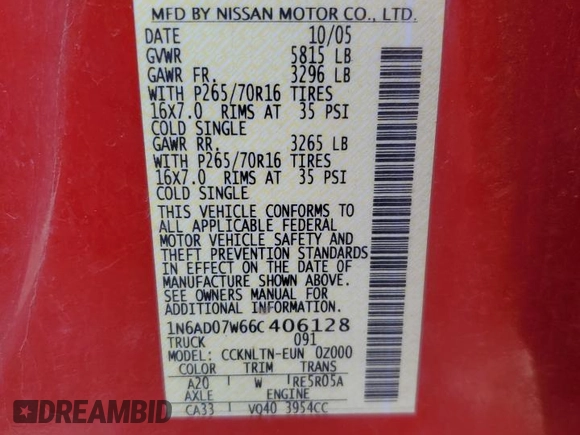 MFD BY NISSAN MOTOR CO., LTD.
DATE 10/05
GVWR 5815 LB
GAWR FR. 3296 LB
WITH P265/70R16 TIRES
16X7.0 RIMS AT 35 PSI
COLD SINGLE
GAWR RR. 3265 LB
WITH P265/70R16 TIRES
16X7.0 RIMS AT 35 PSI
COLD SINGLE
THIS VEHICLE CONFORMS TO
ALL APPLICABLE FEDERAL
MOTOR VEHICLE SAFETY AND
THEFT PREVENTION STANDARDS
IN EFFECT ON THE DATE OF
MANUFACTURE SHOWN ABOVE.
SEE OWNERS MANUAL FOR
ADDITIONAL INFORMATION.
1N6AD07W66C406128
TRUCK 091
MODEL: CCKNLTN-EUN 0Z000
COLOR TRIM TRANS
A20 W RE5R05A
AXLE ENGINE
CA33 VQ40 3954CC
DREAMBID